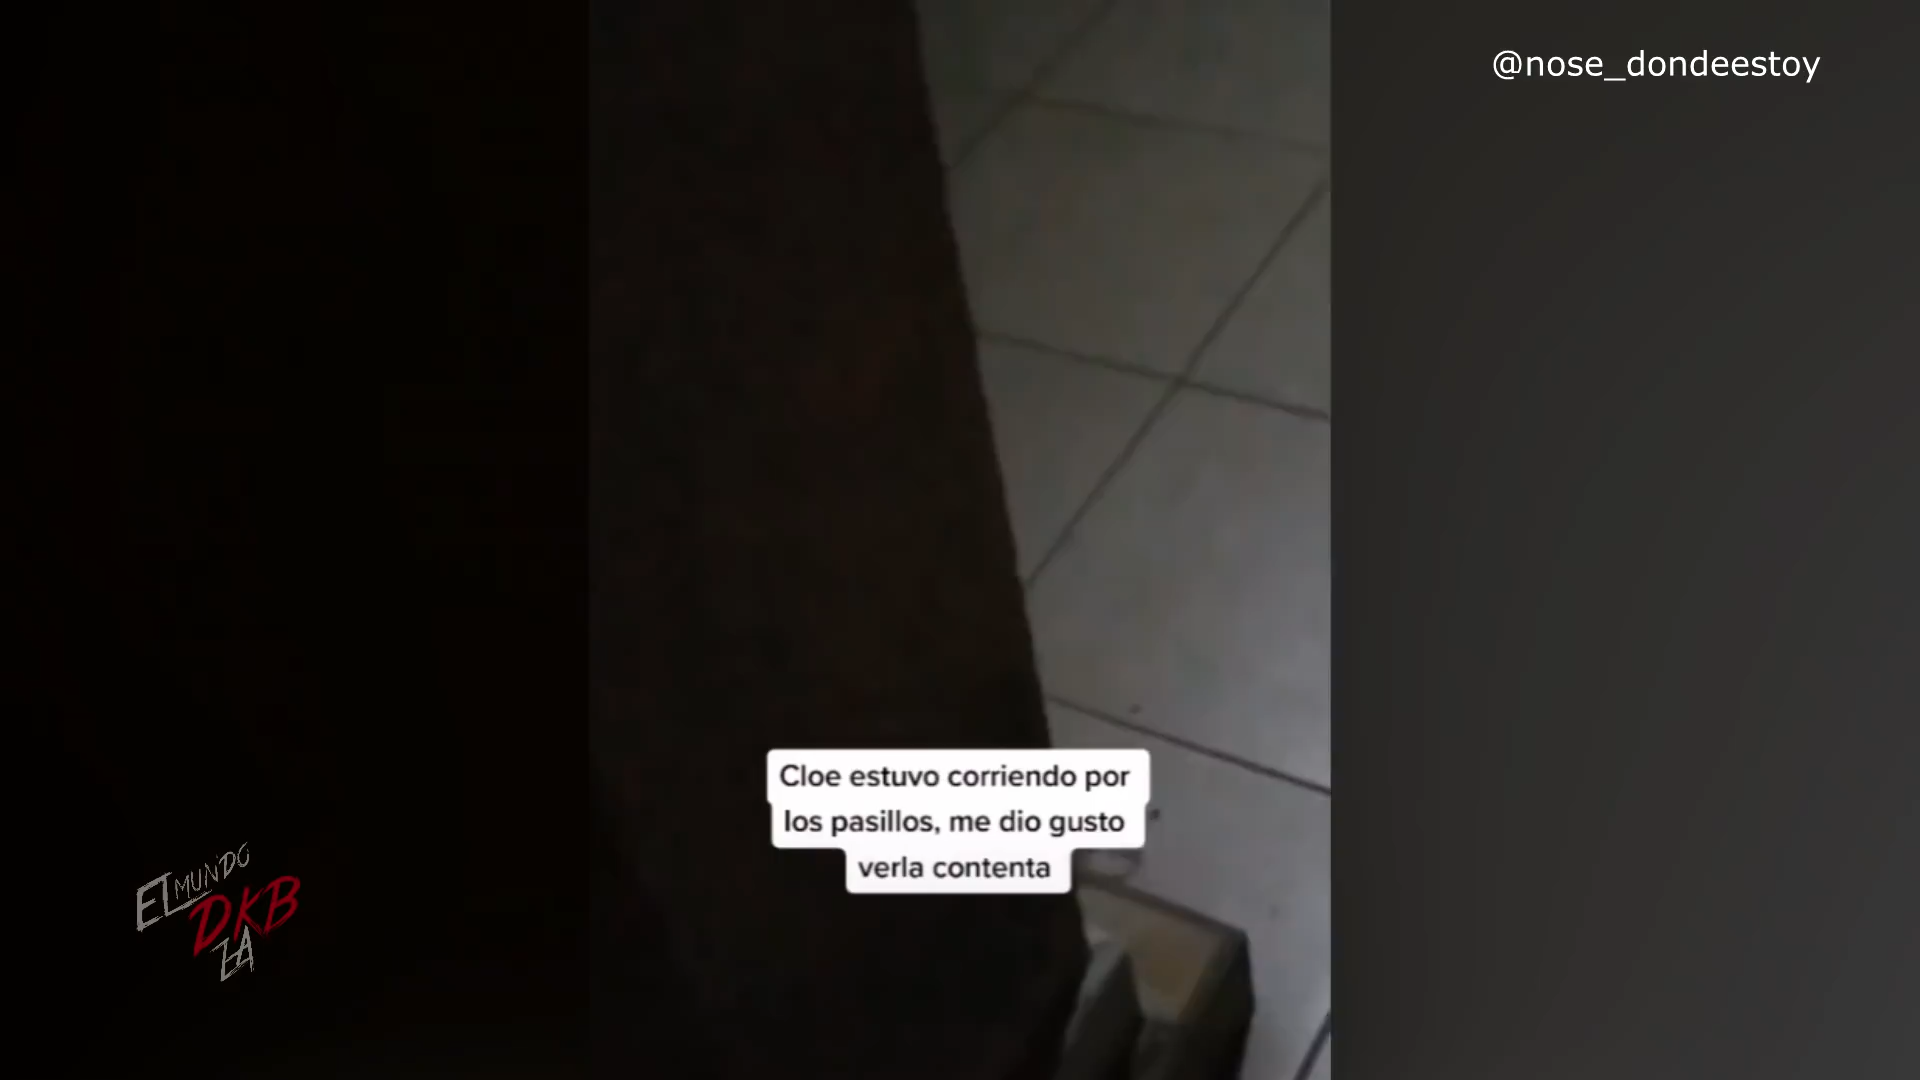 @nose_dondeestoy
Cloe estuvo corriendo por
los pasillos, me dio gusto
verla contenta
EL MUNDO
DKB
ZA